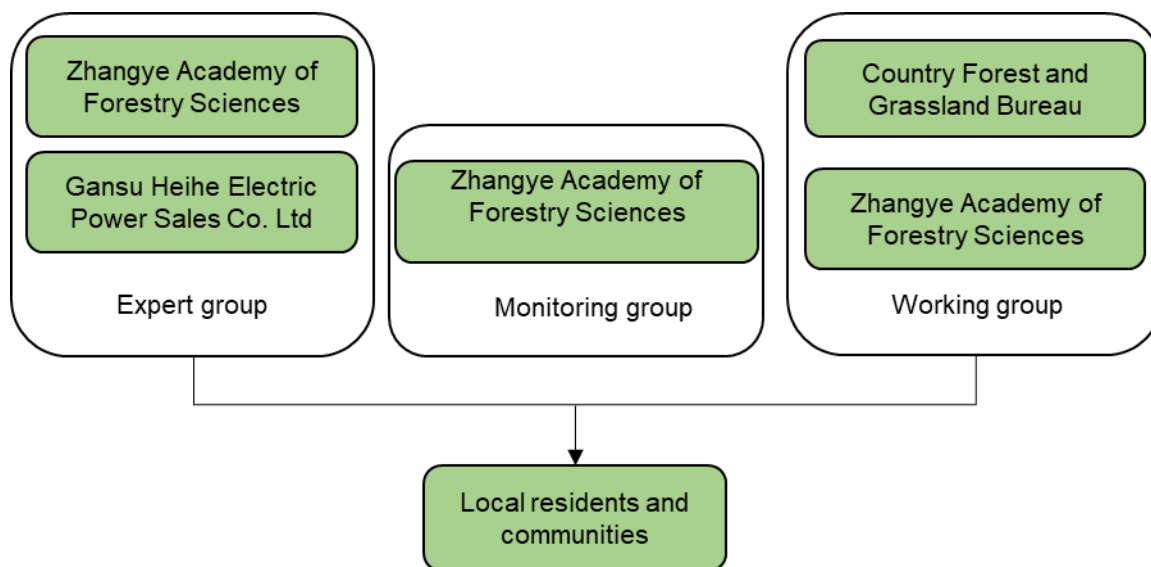 Zhangye Academy of
Forestry Sciences
Gansu Heihe Electric
Power Sales Co. Ltd
Expert group
Zhangye Academy of
Forestry Sciences
Monitoring group
Country Forest and
Grassland Bureau
Zhangye Academy of
Forestry Sciences
Working group
Local residents and
communities